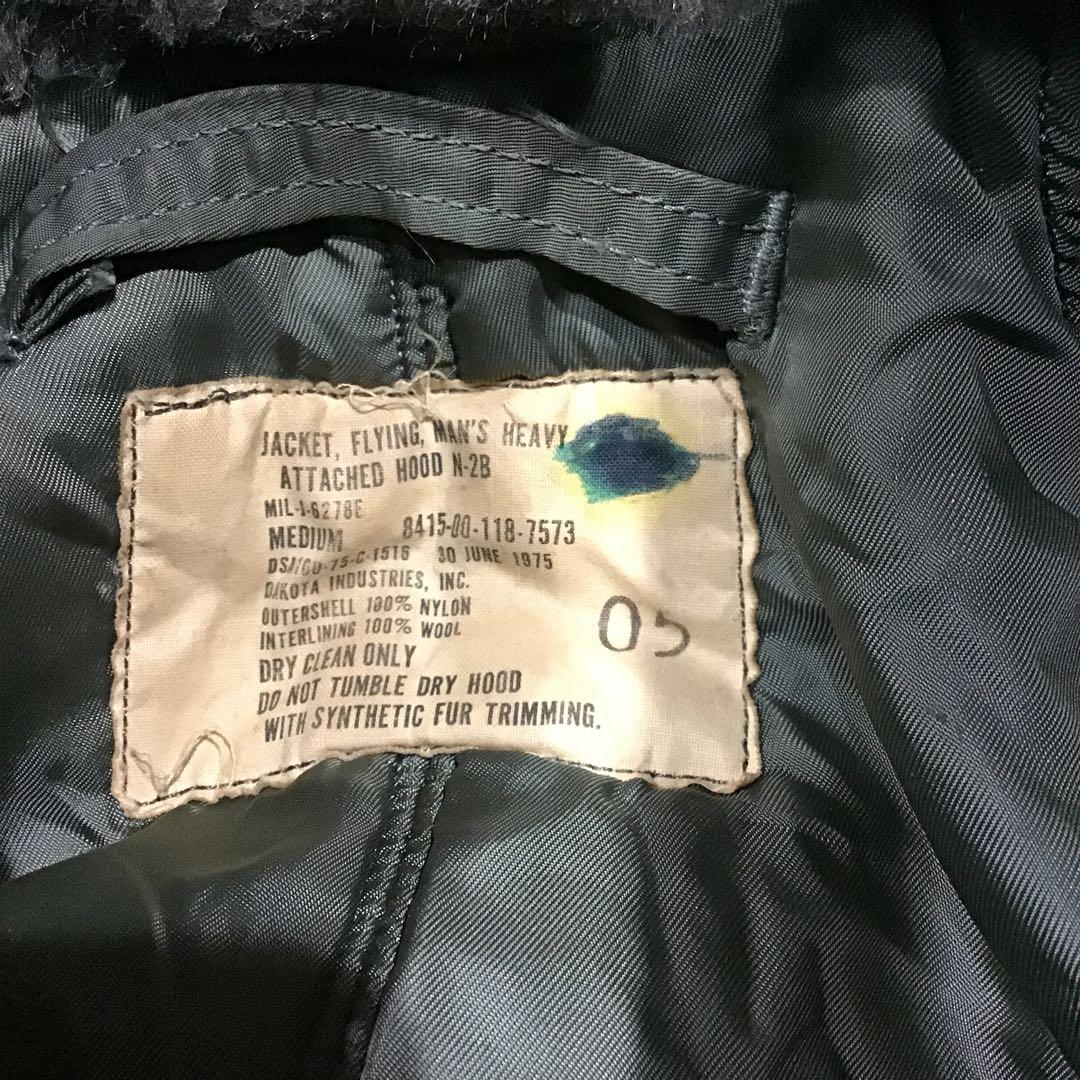 JACKET, FLYING, MAN'S HEAVY
ATTACHED HOOD N-2B
MIL-J-6278E
MEDIUM 8415-00-118-7573
75-C-1516 30 JUNE 1975
DAKOTA INDUSTRIES, INC.
OUTERSHELL 100% NYLON
INTERLINING 100% WOOL
05
DRY CLEAN ONLY
DO NOT TUMBLE DRY HOOD
WITH SYNTHETIC FUR TRIMMING.